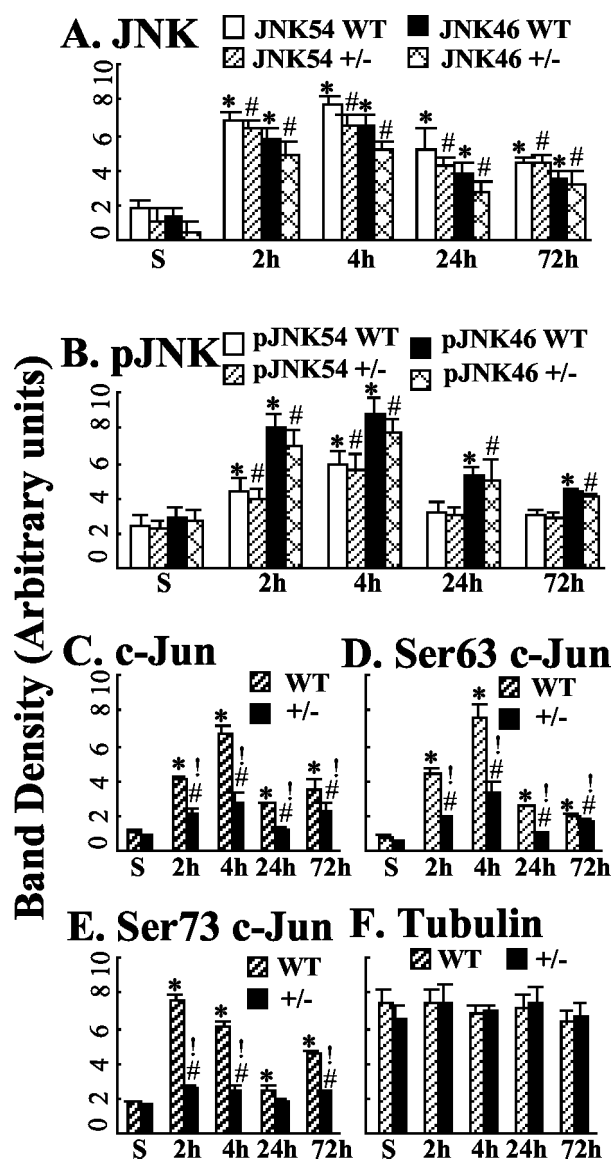 A. JNK
JNK54 WT JNK46 WT
JNK54 +/- JNK46 +/-
0 2 4 6 8
* # * #
* # * #
* # * #
* # * #
S 2h 4h 24h 72h
Band Density (Arbitrary units)
B. pJNK
pJNK54 WT pJNK46 WT
pJNK54 +/- pJNK46 +/-
0 2 4 6 8 10
* # * #
* # * #
* #
* #
S 2h 4h 24h 72h
C. c-Jun
WT
+/-
0 2 4 6 8 10
* ! #
* ! #
* ! #
* ! #
S 2h 4h 24h 72h
D. Ser63 c-Jun
WT
+/-
* ! #
* ! #
* ! #
* ! #
S 2h 4h 24h 72h
E. Ser73 c-Jun
WT
+/-
0 2 4 6 8 10
* ! #
* ! #
*
* ! #
S 2h 4h 24h 72h
F. Tubulin
WT +/-
S 2h 4h 24h 72h